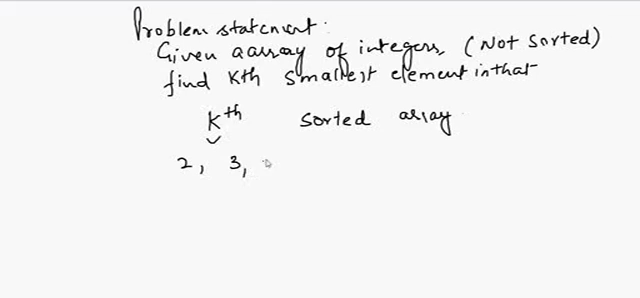 Problem statement:
Given a array of integers, (Not Sorted)
find Kth smallest element in that
Kth sorted array
2, 3,